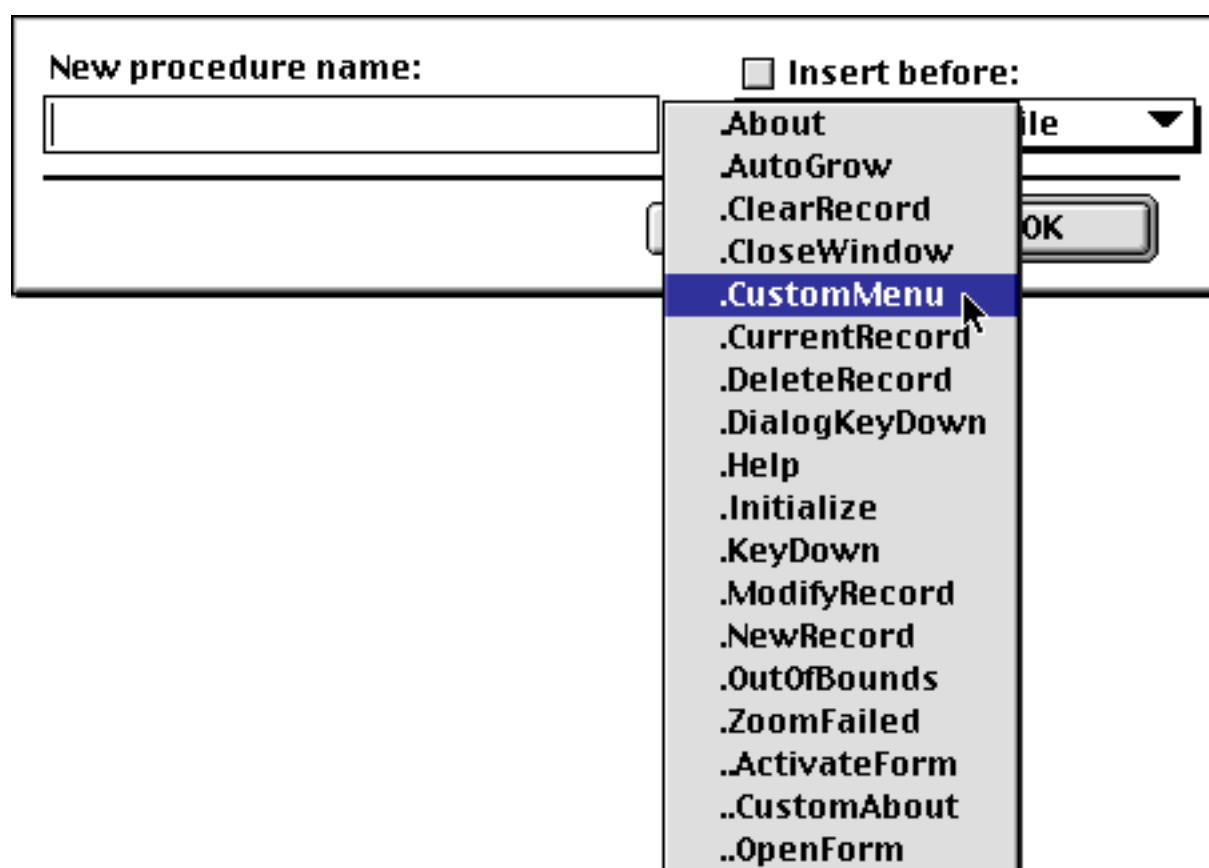 New procedure name:
Insert before:
ile
OK
.About
.AutoGrow
.ClearRecord
.CloseWindow
.CustomMenu
.CurrentRecord
.DeleteRecord
.DialogKeyDown
.Help
.Initialize
.KeyDown
.ModifyRecord
.NewRecord
.OutOfBounds
.ZoomFailed
..ActivateForm
..CustomAbout
..OpenForm